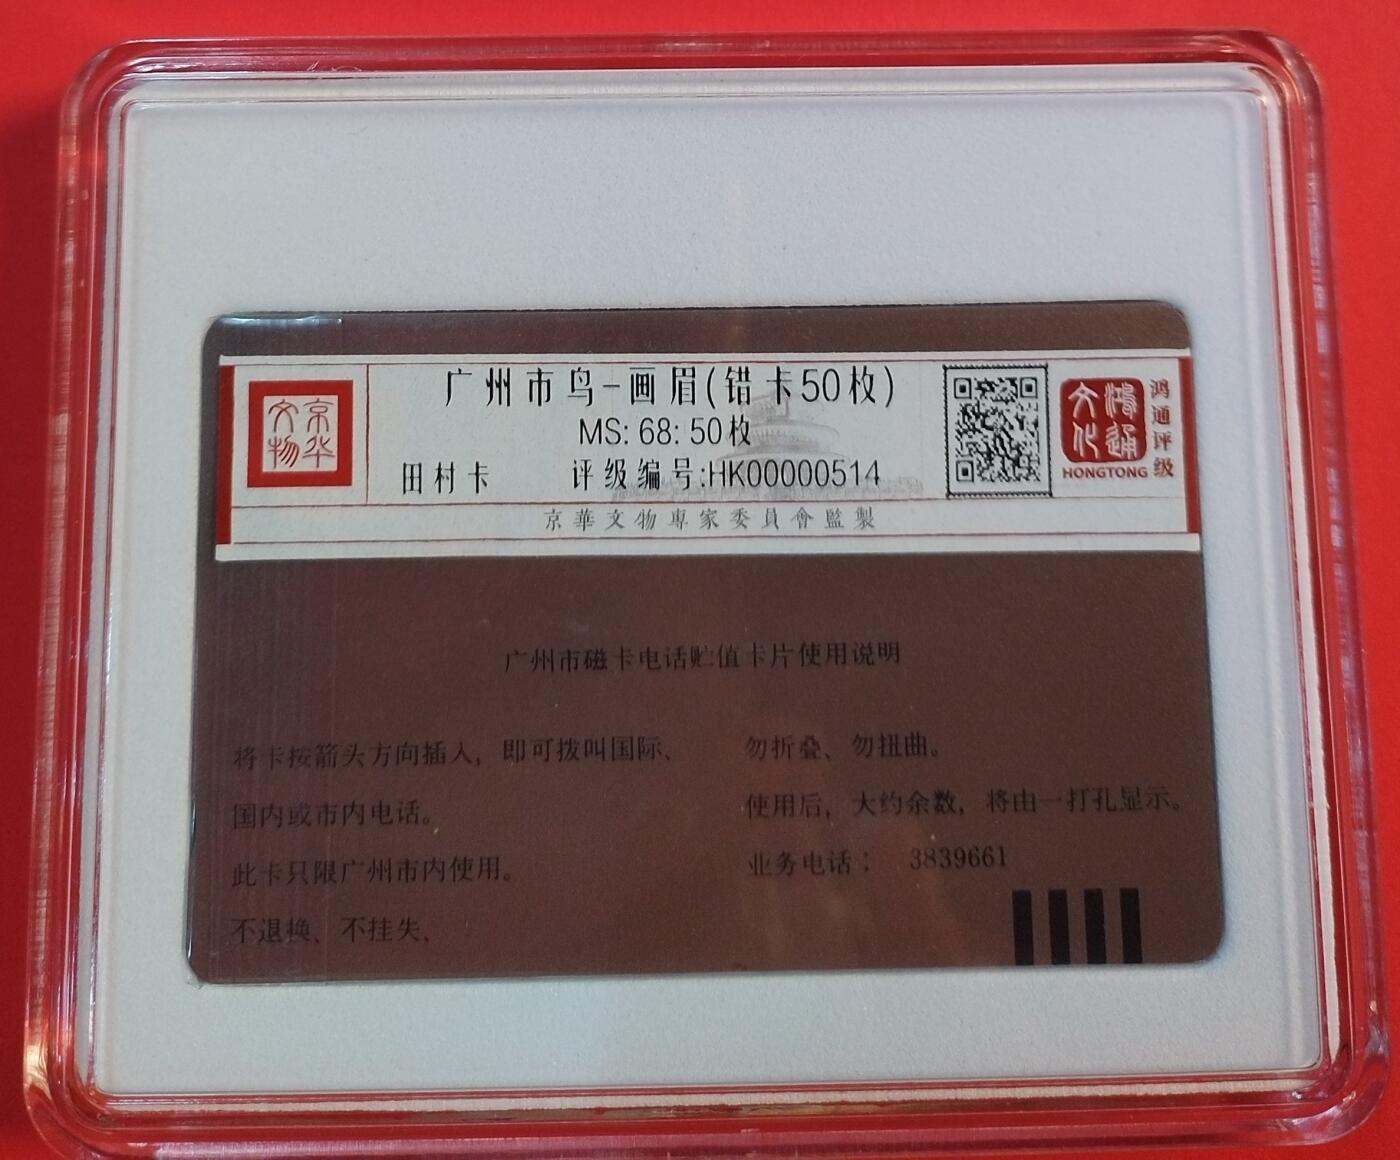 京华文物
广州市鸟-画眉(错卡50枚)
MS: 68: 50枚
田村卡 评级编号:HK00000514
京華文物專家委員會監製
鸿通文化
HONGTONG
鸿通评级
广州市磁卡电话贮值卡片使用说明
将卡按箭头方向插入，即可拨叫国际、
国内或市内电话。
此卡只限广州市内使用。
不退换、不挂失、
勿折叠、勿扭曲。
使用后，大约余数，将由一打孔显示。
业务电话： 3839661